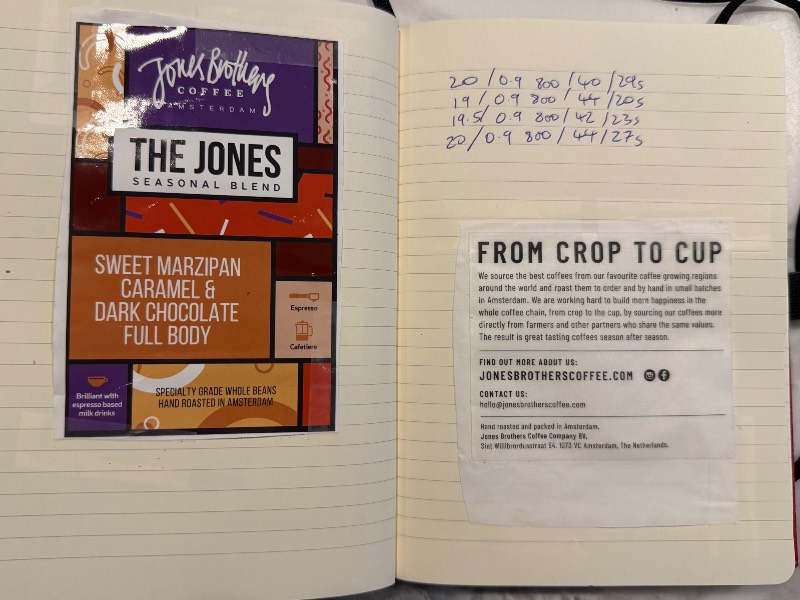 Jones Brothers
COFFEE
AMSTERDAM
THE JONES
SEASONAL BLEND
SWEET MARZIPAN
CARAMEL &
DARK CHOCOLATE
FULL BODY
Espresso
Cafetiere
Brilliant with
espresso based
milk drinks
SPECIALTY GRADE WHOLE BEANS
HAND ROASTED IN AMSTERDAM
20/0.9 800/40/29s
19/0.9 800/44/20s
19.5/0.9 800/42/23s
20/0.9 800/44/27s
FROM CROP TO CUP
We source the best coffees from our favourite coffee growing regions
around the world and roast them to order and by hand in small batches
in Amsterdam. We are working hard to build more happiness in the
whole coffee chain, from crop to the cup, by sourcing our coffees more
directly from farmers and other partners who share the same values.
The result is great tasting coffees season after season.
FIND OUT MORE ABOUT US:
JONESBROTHERSCOFFEE.COM
CONTACT US:
hello@jonesbrotherscoffee.com
Hand roasted and packed in Amsterdam.
Jones Brothers Coffee Company BV,
Sint Willibrordusstraat 54, 1073 VC Amsterdam, The Netherlands.